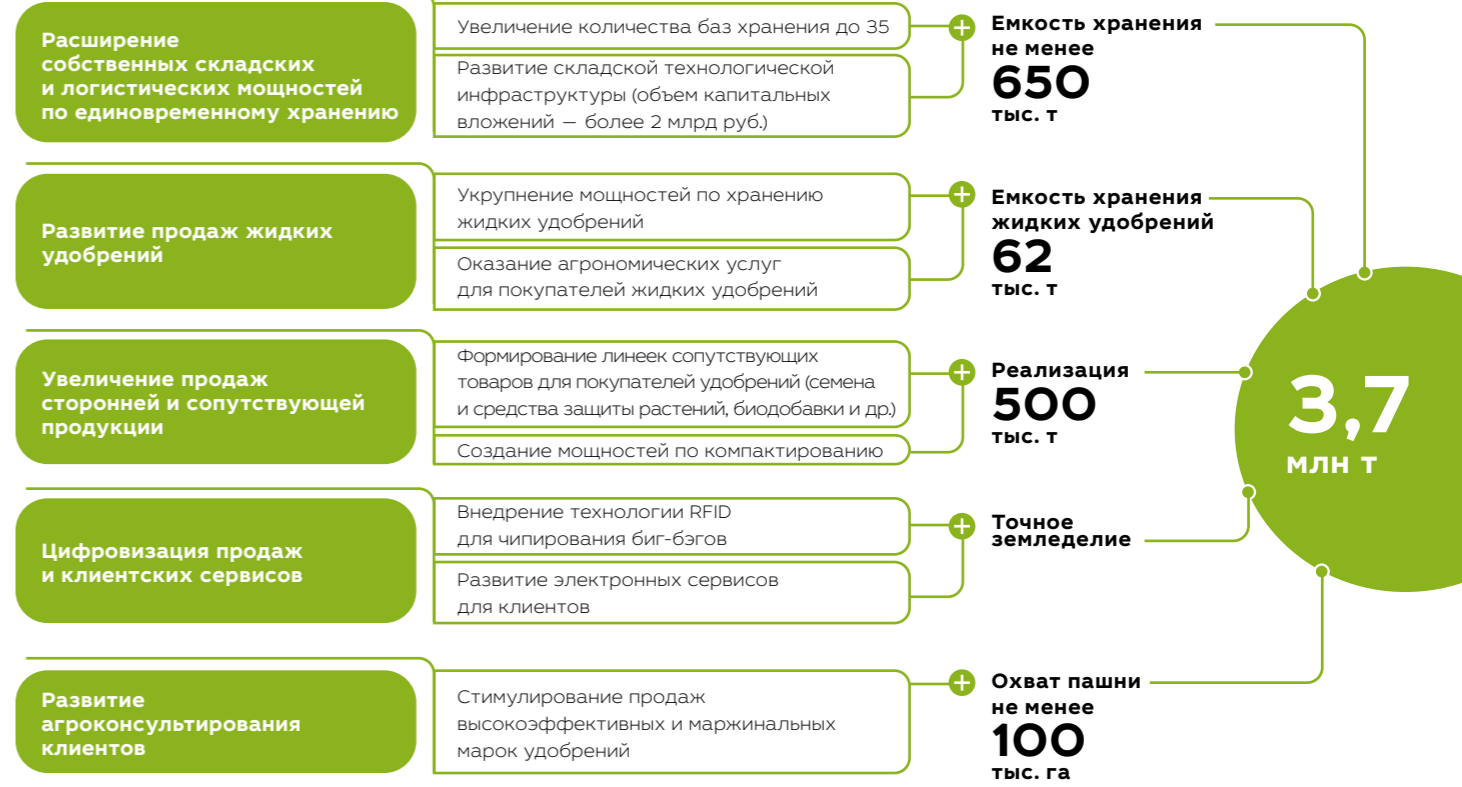 Расширение
собственных складских
и логистических мощностей
по единовременному хранению
Увеличение количества баз хранения до 35
Развитие складской технологической
инфраструктуры (объем капитальных
вложений — более 2 млрд руб.)
Емкость хранения
не менее
650
тыс. т
Развитие продаж жидких
удобрений
Укрупнение мощностей по хранению
жидких удобрений
Оказание агрономических услуг
для покупателей жидких удобрений
Емкость хранения
жидких удобрений
62
тыс. т
Увеличение продаж
сторонней и сопутствующей
продукции
Формирование линеек сопутствующих
товаров для покупателей удобрений (семена
и средства защиты растений, биодобавки и др.)
Создание мощностей по компактированию
Реализация
500
тыс. т
3,7
млн т
Цифровизация продаж
и клиентских сервисов
Внедрение технологии RFID
для чипирования биг-бэгов
Развитие электронных сервисов
для клиентов
Точное
земледелие
Развитие
агроконсультирования
клиентов
Стимулирование продаж
высокоэффективных и маржинальных
марок удобрений
Охват пашни
не менее
100
тыс. га